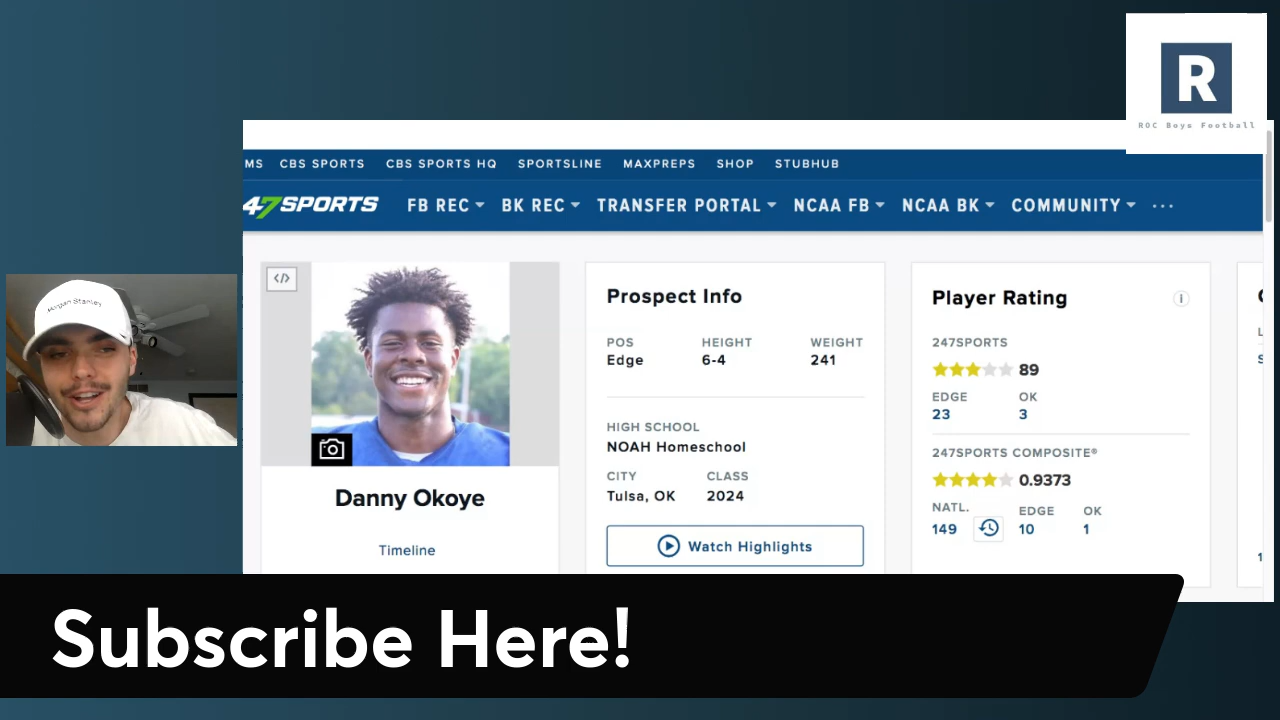 R
ROC Boys Football
MS CBS SPORTS CBS SPORTS HQ SPORTSLINE MAXPREPS SHOP STUBHUB
47SPORTS FB REC BK REC TRANSFER PORTAL NCAA FB NCAA BK COMMUNITY ...
</>
Morgan Stanley
Danny Okoye
Timeline
Prospect Info
POS HEIGHT WEIGHT
Edge 6-4 241
HIGH SCHOOL
NOAH Homeschool
CITY CLASS
Tulsa, OK 2024
Watch Highlights
Player Rating i
247SPORTS
89
EDGE OK
23 3
247SPORTS COMPOSITE®
0.9373
NATL. EDGE OK
149 10 1
Subscribe Here!